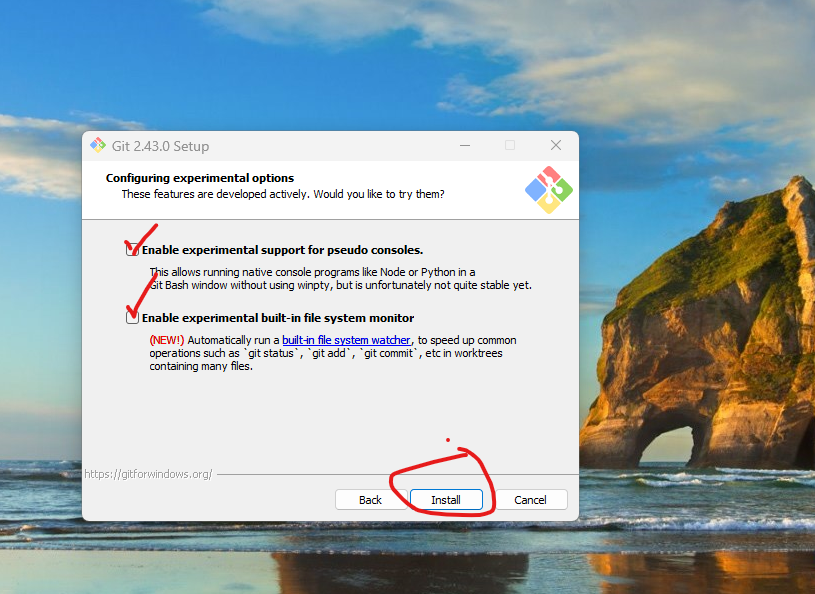 Git 2.43.0 Setup
Configuring experimental options
These features are developed actively. Would you like to try them?
Enable experimental support for pseudo consoles.
This allows running native console programs like Node or Python in a
Git Bash window without using winpty, but is unfortunately not quite stable yet.
Enable experimental built-in file system monitor
(NEW!) Automatically run a built-in file system watcher, to speed up common
operations such as `git status`, `git add`, `git commit`, etc in worktrees
containing many files.
https://gitforwindows.org/
Back Install Cancel